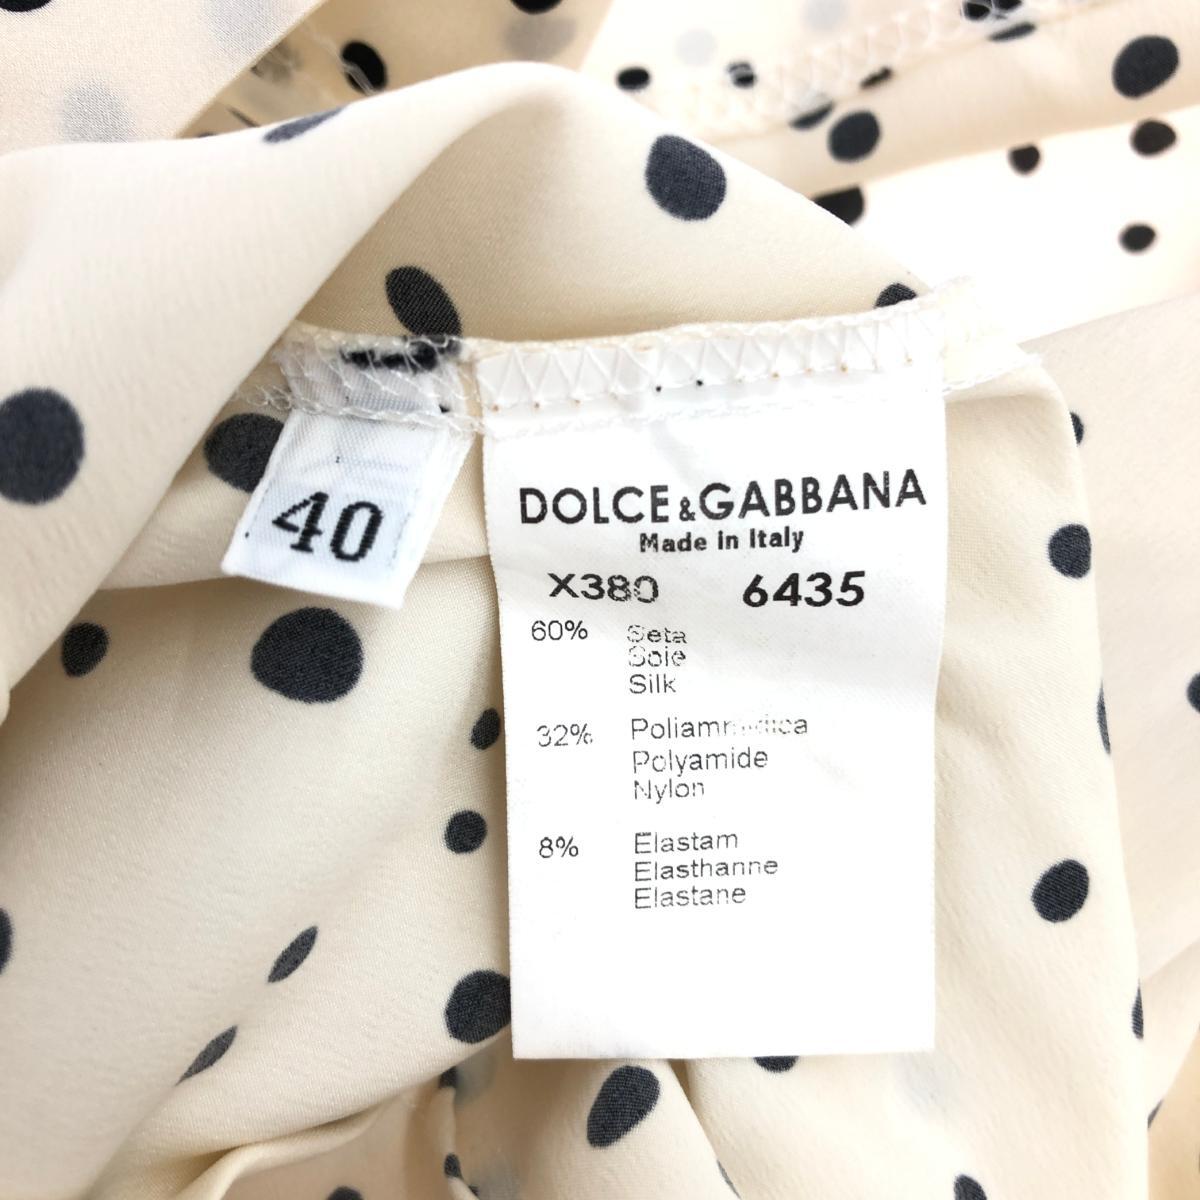 40
DOLCE & GABBANA
Made in Italy
X380 6435
60% Seta
Soie
Silk
32%
Polyamide
Nylon
8% Elastam
Elasthanne
Elastane